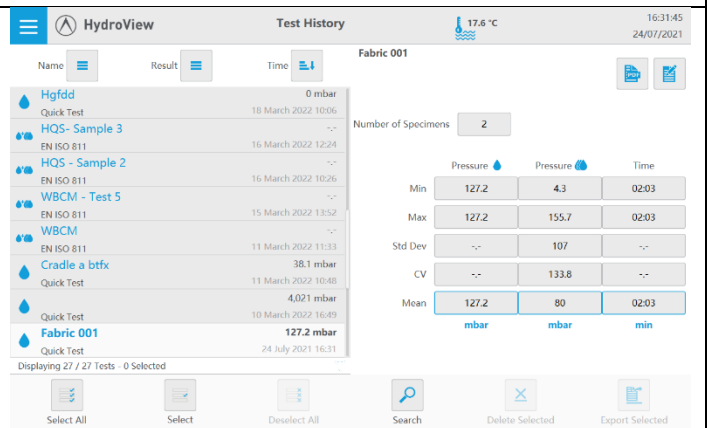 HydroView
Test History
17.6 °C
16:31:45
24/07/2021
Name
Result
Time
Hgfdd
0 mbar
Quick Test
16 March 2022 10:06
HQS- Sample 3
-.-
EN ISO 811
16 March 2022 12:24
HQS - Sample 2
-.-
EN ISO 811
16 March 2022 10:26
WBCM - Test 5
-.-
EN ISO 811
15 March 2022 13:52
WBCM
-.-
EN ISO 811
11 March 2022 11:33
Cradle a btfx
38.1 mbar
Quick Test
11 March 2022 10:48
4,021 mbar
Quick Test
10 March 2022 16:49
Fabric 001
127.2 mbar
Quick Test
24 July 2021 16:31
Displaying 27 / 27 Tests - 0 Selected
Fabric 001
PDF
Number of Specimens 2
Pressure Pressure Time
Min 127.2 4.3 02:03
Max 127.2 155.7 02:03
Std Dev -.- 107 -.-
CV -.- 133.8 -.-
Mean 127.2 80 02:03
mbar mbar min
Select All
Select
Deselect All
Search
Delete Selected
Export Selected